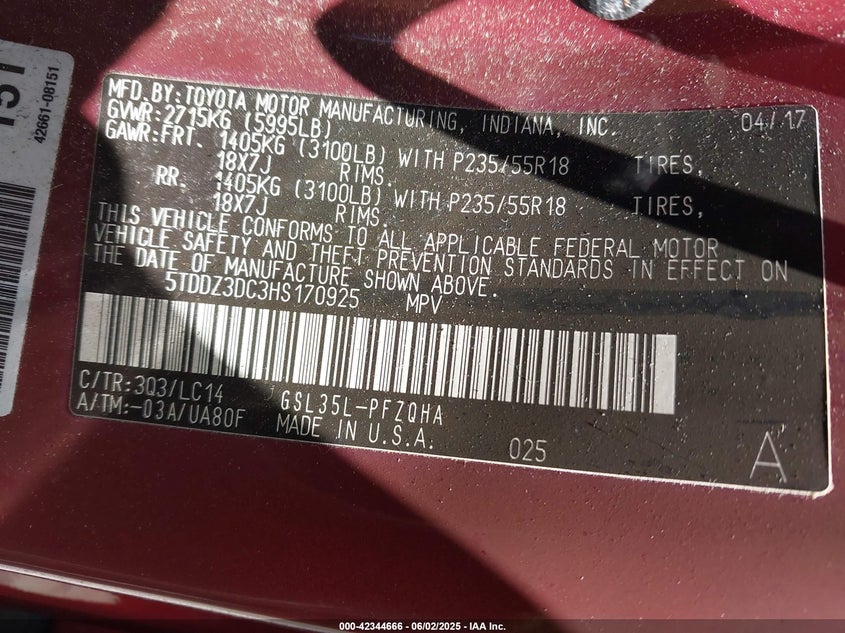 MFD.BY:TOYOTA MOTOR MANUFACTURING, INDIANA, INC. 04/17
GVWR:2715KG (5995LB)
GAWR:FRT. 1405KG (3100LB) WITH P235/55R18 TIRES,
18X7J RIMS.
RR. 1405KG (3100LB) WITH P235/55R18 TIRES,
18X7J RIMS.
THIS VEHICLE CONFORMS TO ALL APPLICABLE FEDERAL MOTOR
VEHICLE SAFETY AND THEFT PREVENTION STANDARDS IN EFFECT ON
THE DATE OF MANUFACTURE SHOWN ABOVE.
5TDDZ3DC3HS170925 MPV
C/TR:3Q3/LC14 GSL35L-PFZQHA
A/TM:-03A/UA80F MADE IN U.S.A. 025 A
42661-08151
000-42344666 - 06/02/2025 - IAA Inc.